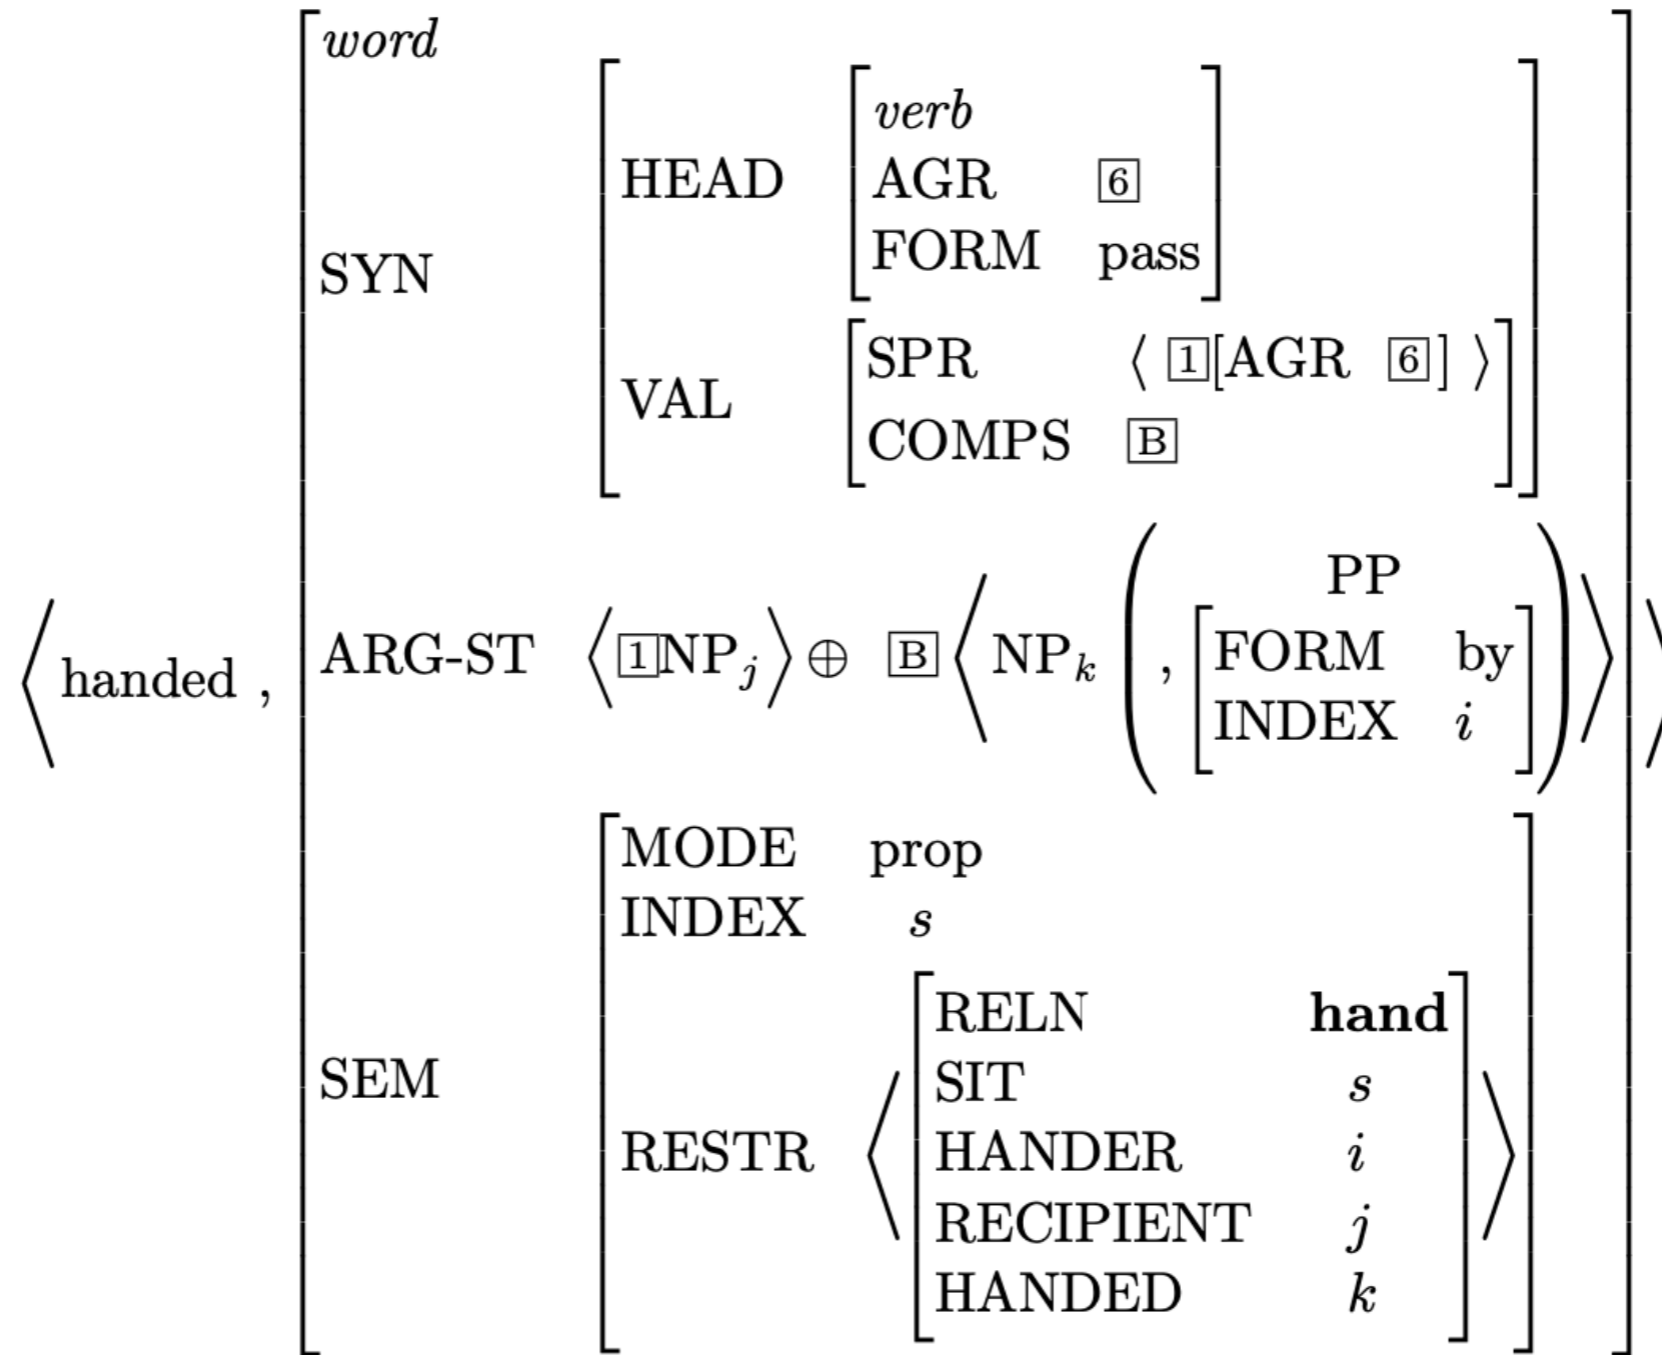 word
verb
HEAD AGR 6
FORM pass
SYN
SPR ⟨ 1[AGR 6] ⟩
VAL
COMPS B
PP
⟨ handed , ARG-ST ⟨ 1NPj ⟩ ⊕ B ⟨ NPk ( , [ FORM by
INDEX i ] ) ⟩ ⟩
MODE prop
INDEX s
RELN hand
SEM SIT s
RESTR ⟨ HANDER i ⟩
RECIPIENT j
HANDED k